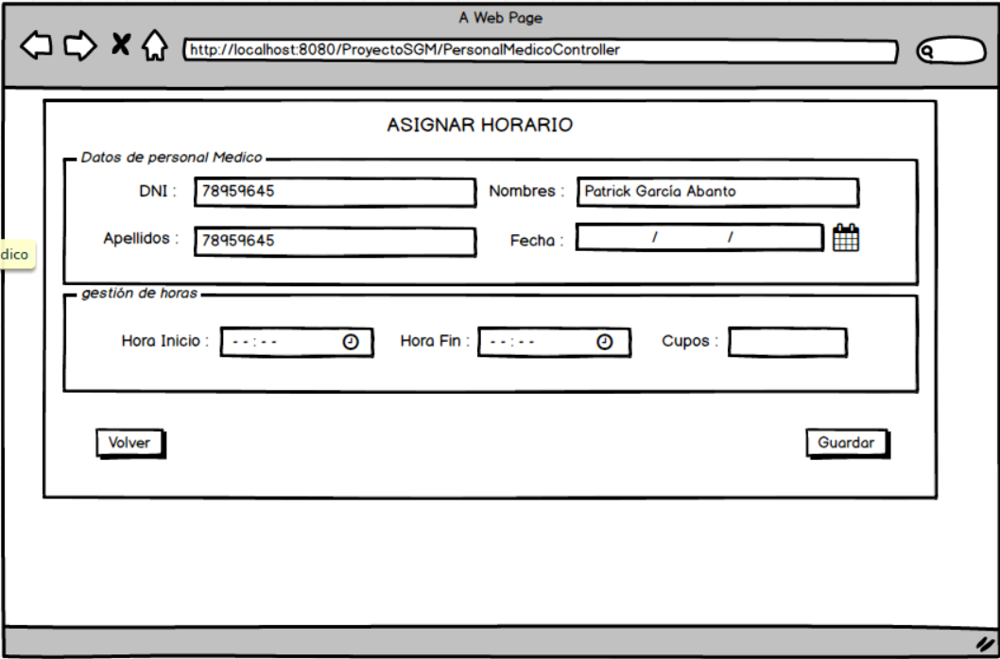 A Web Page
http://localhost:8080/ProyectoSGM/PersonalMedicoController
ASIGNAR HORARIO
Datos de personal Medico
DNI : 78959645 Nombres : Patrick García Abanto
Apellidos : 78959645 Fecha : / /
dico
gestión de horas
Hora Inicio : --:-- Hora Fin : --:-- Cupos :
Volver Guardar